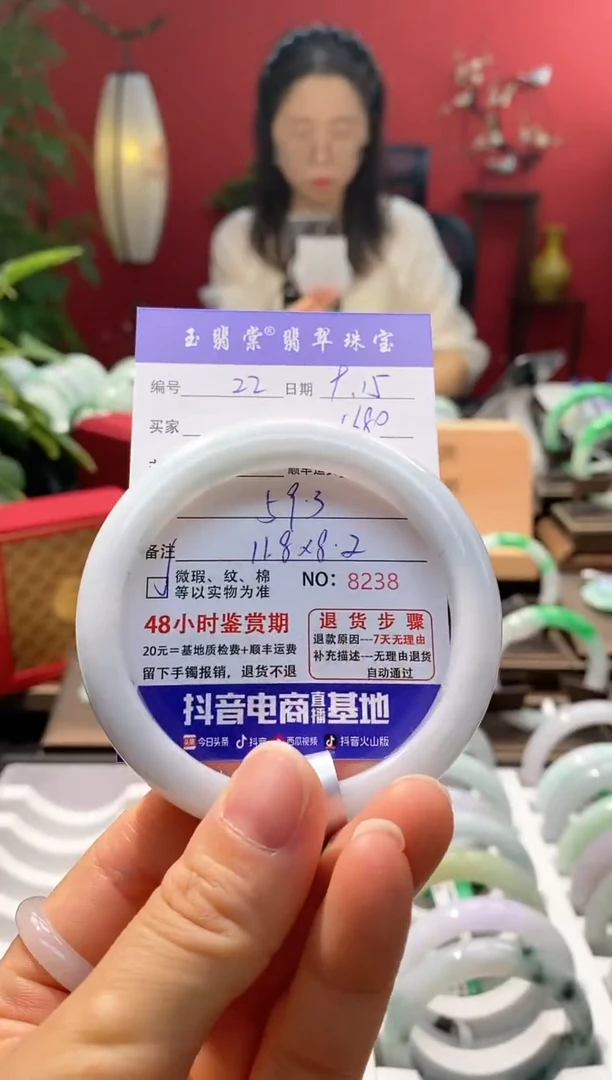 玉翡棠®翡翠珠宝
编号 22 日期 9.15
买家 1180
59.3
备注 11.8×8.2
微瑕、纹、棉
等以实物为准
NO: 8238
48小时鉴赏期
20元=基地质检费+顺丰运费
留下手镯报销，退货不退
退货步骤
退款原因---7天无理由
补充描述---无理由退货
自动通过
抖音电商直播基地
头条 今日头条 抖音 西瓜视频 抖音火山版